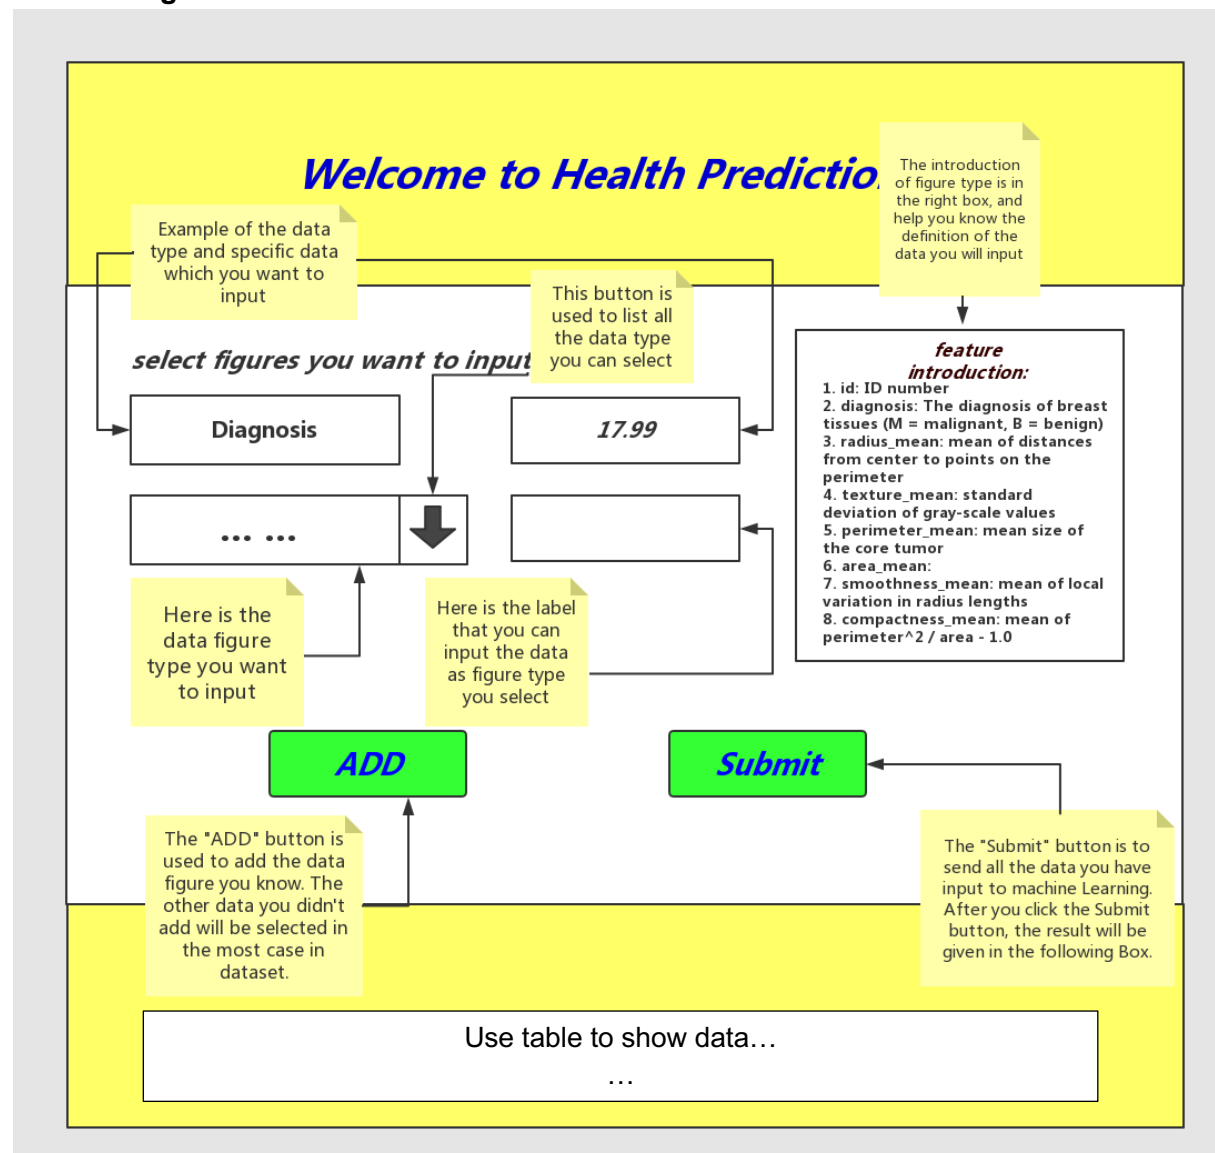 Welcome to Health Prediction
The introduction
of figure type is in
the right box, and
help you know the
definition of the
data you will input
Example of the data
type and specific data
which you want to
input
This button is
used to list all
the data type
you can select
select figures you want to input
feature
introduction:
1. id: ID number
2. diagnosis: The diagnosis of breast
tissues (M = malignant, B = benign)
3. radius_mean: mean of distances
from center to points on the
perimeter
4. texture_mean: standard
deviation of gray-scale values
5. perimeter_mean: mean size of
the core tumor
6. area_mean:
7. smoothness_mean: mean of local
variation in radius lengths
8. compactness_mean: mean of
perimeter^2 / area - 1.0
Diagnosis
17.99
... ...
Here is the
data figure
type you want
to input
Here is the label
that you can
input the data
as figure type
you select
ADD
Submit
The "ADD" button is
used to add the data
figure you know. The
other data you didn't
add will be selected in
the most case in
dataset.
The "Submit" button is to
send all the data you have
input to machine Learning.
After you click the Submit
button, the result will be
given in the following Box.
Use table to show data…
…